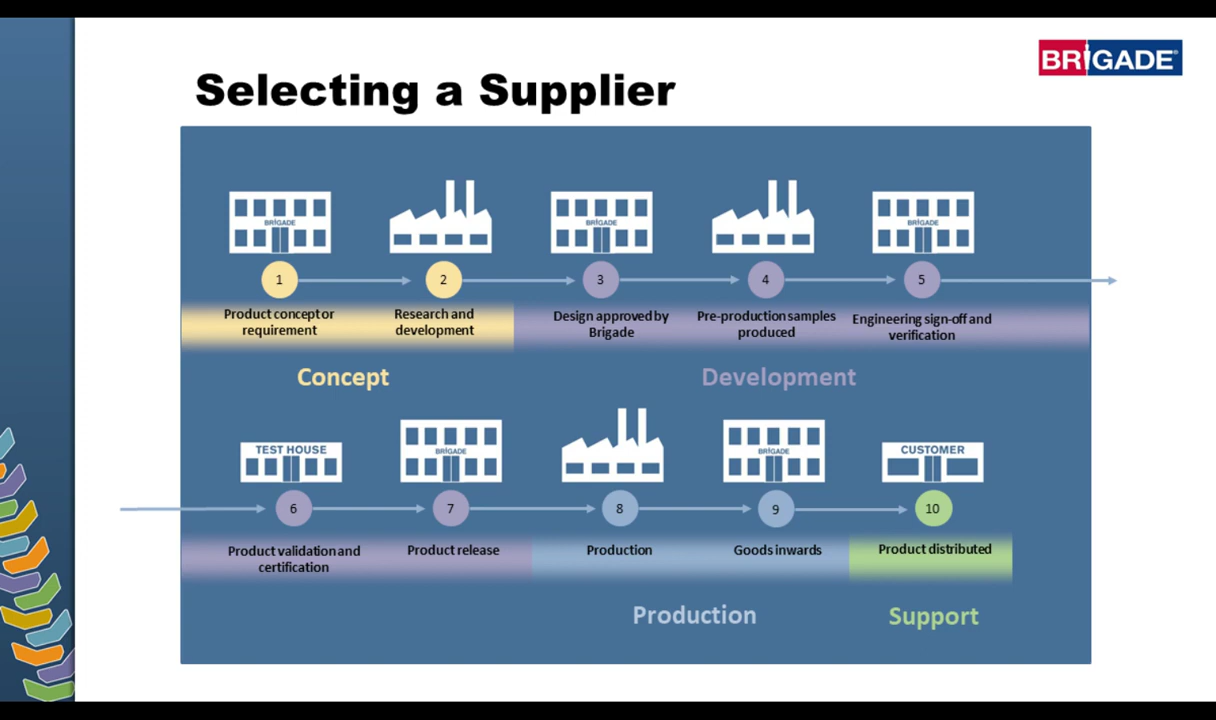 BRIGADE
Selecting a Supplier
BRIGADE
BRIGADE
BRIGADE
1
2
3
4
5
Product concept or
requirement
Research and
development
Design approved by
Brigade
Pre-production samples
produced
Engineering sign-off and
verification
Concept
Development
TEST HOUSE
BRIGADE
BRIGADE
CUSTOMER
6
7
8
9
10
Product validation and
certification
Product release
Production
Goods inwards
Product distributed
Production
Support